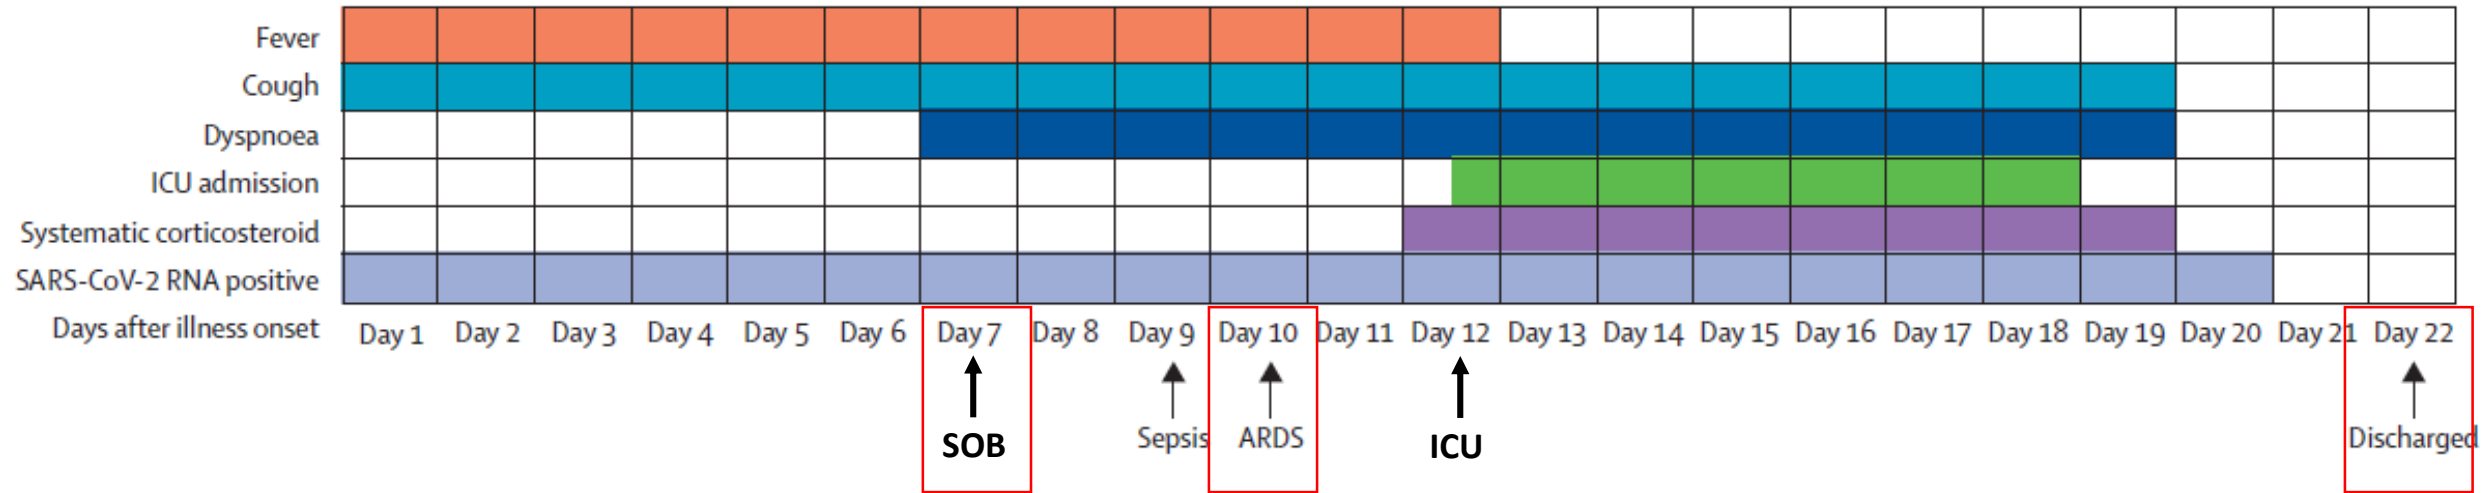 Fever
Cough
Dyspnoea
ICU admission
Systematic corticosteroid
SARS-CoV-2 RNA positive
Days after illness onset Day 1 Day 2 Day 3 Day 4 Day 5 Day 6 Day 7 Day 8 Day 9 Day 10 Day 11 Day 12 Day 13 Day 14 Day 15 Day 16 Day 17 Day 18 Day 19 Day 20 Day 21 Day 22
SOB Sepsis ARDS ICU Discharged